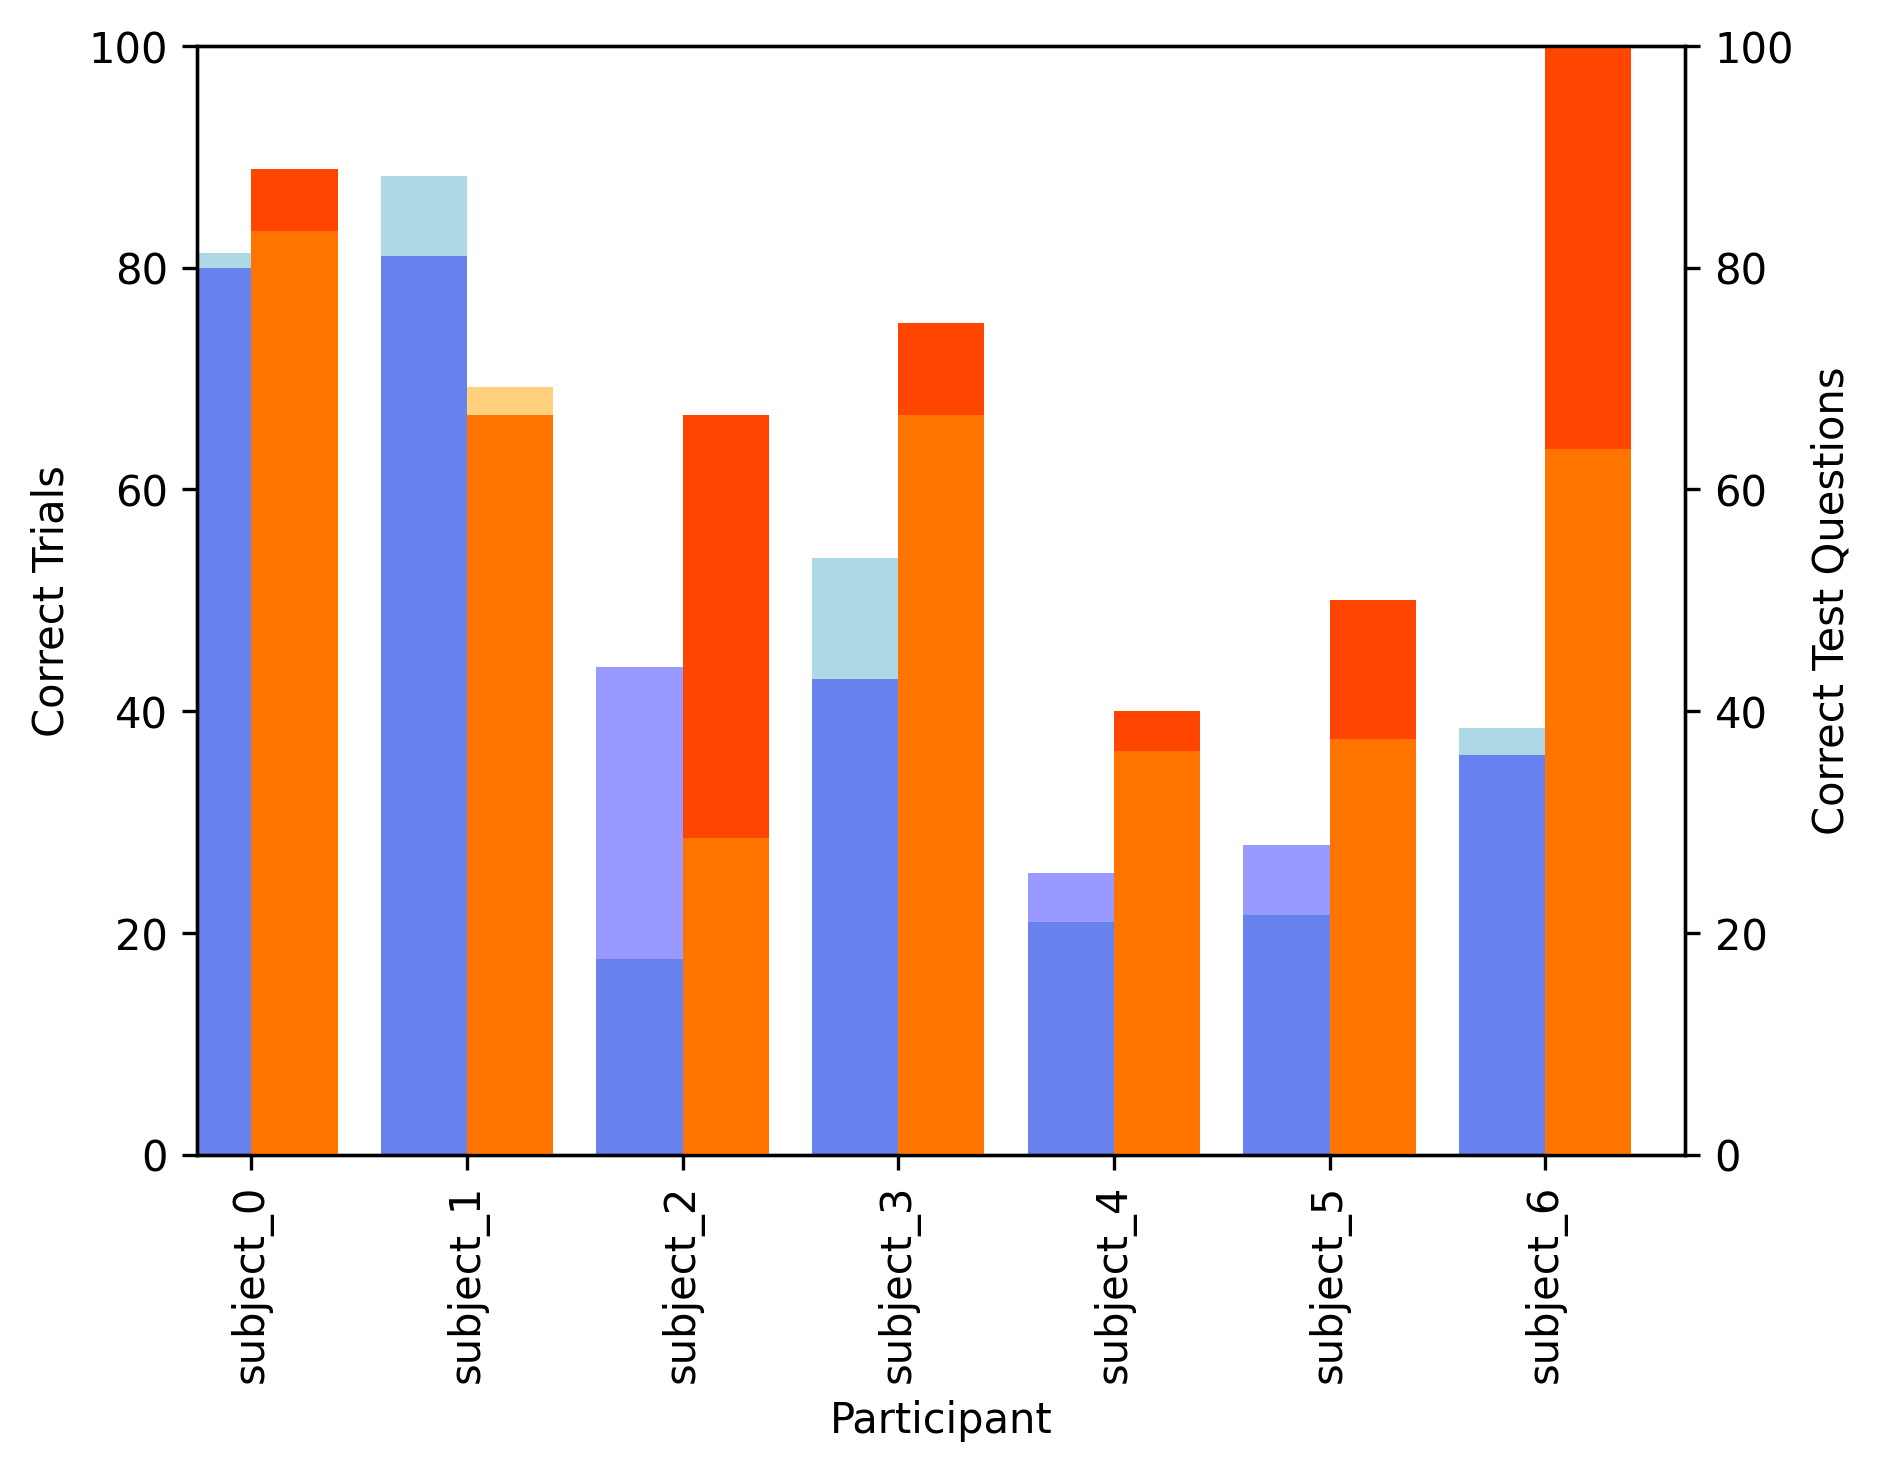 100
80
60
40
20
0
Correct Trials
100
80
60
40
20
0
Correct Test Questions
subject_0
subject_1
subject_2
subject_3
subject_4
subject_5
subject_6
Participant